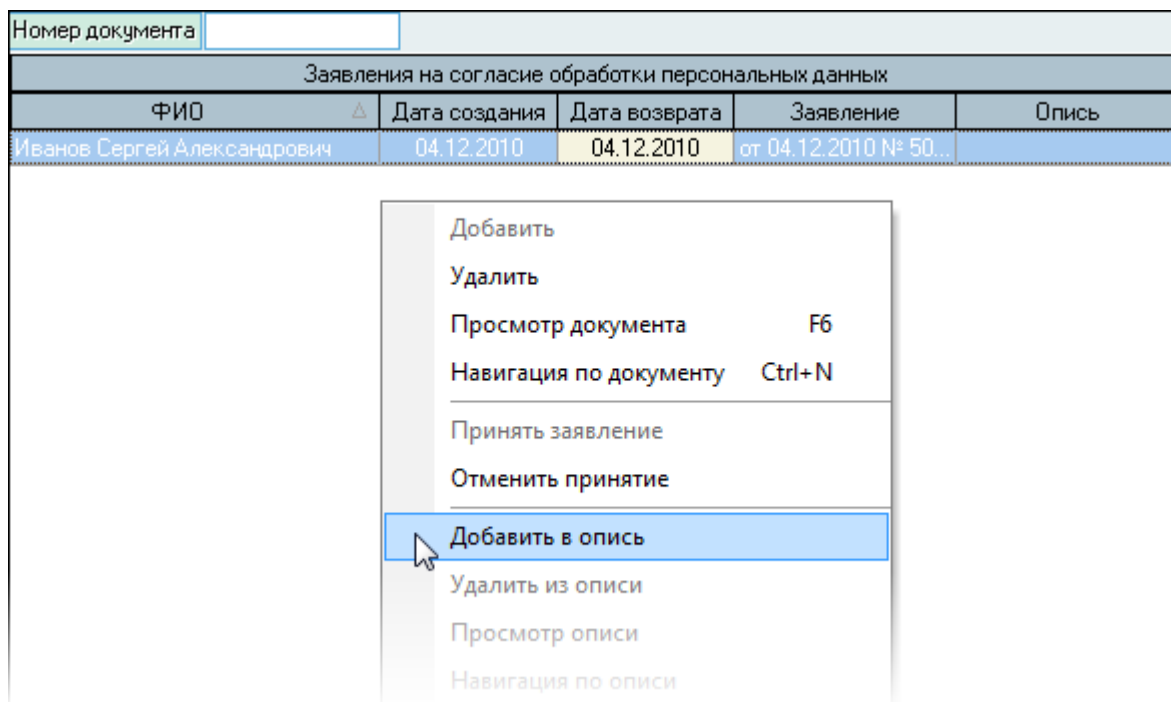 Номер документа
Заявления на согласие обработки персональных данных
ФИО Дата создания Дата возврата Заявление Опись
Иванов Сергей Александрович 04.12.2010 04.12.2010 от 04.12.2010 № 50...
Добавить
Удалить
Просмотр документа F6
Навигация по документу Ctrl+N
Принять заявление
Отменить принятие
Добавить в опись
Удалить из описи
Просмотр описи
Навигация по описи